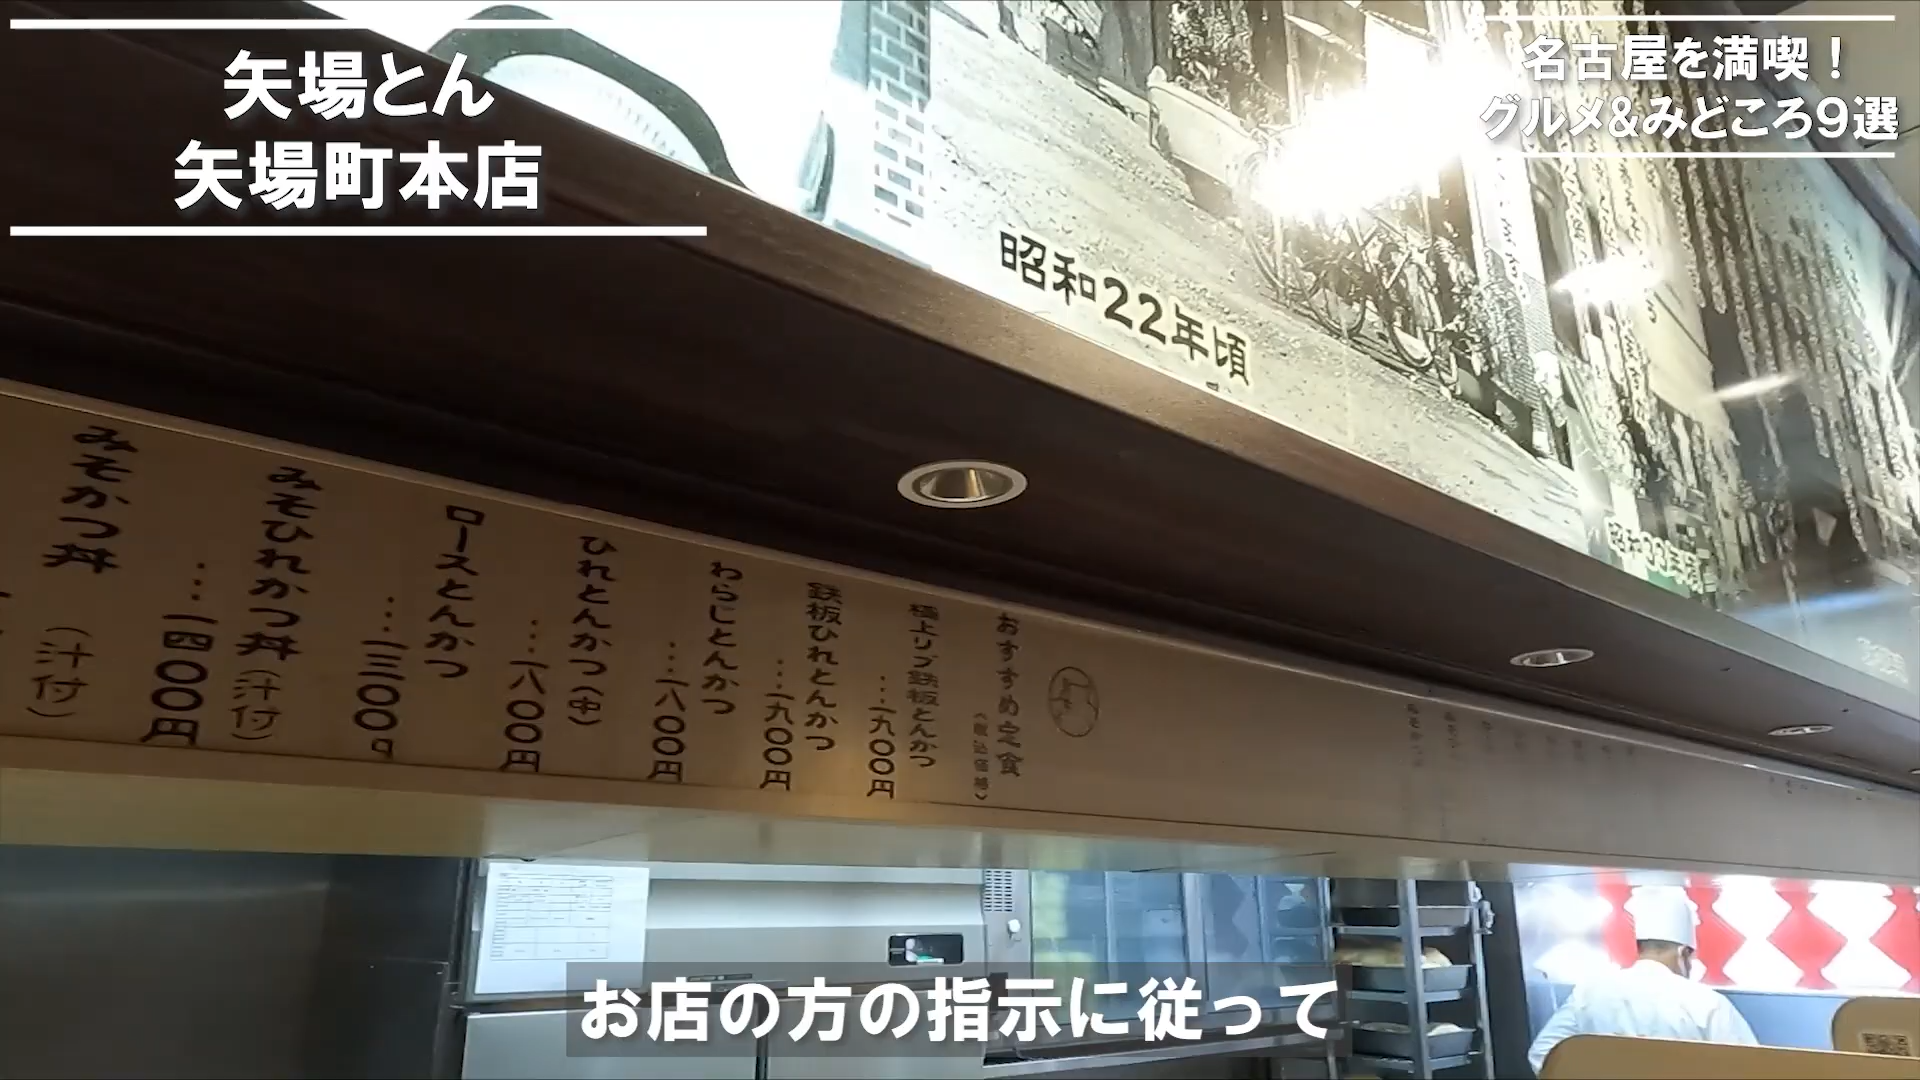 矢場とん
矢場町本店
名古屋を満喫！
グルメ&みどころ9選
昭和22年頃
おすすめ定食
（税込価格）
極上リブ鉄板とんかつ
…一九〇〇円
鉄板ひれとんかつ
…一九〇〇円
わらじとんかつ
…一八〇〇円
ひれとんかつ（中）
…一八〇〇円
ロースとんかつ
…一三〇〇円
みそひれかつ丼（汁付）
…一四〇〇円
みそかつ丼（汁付）
お店の方の指示に従って